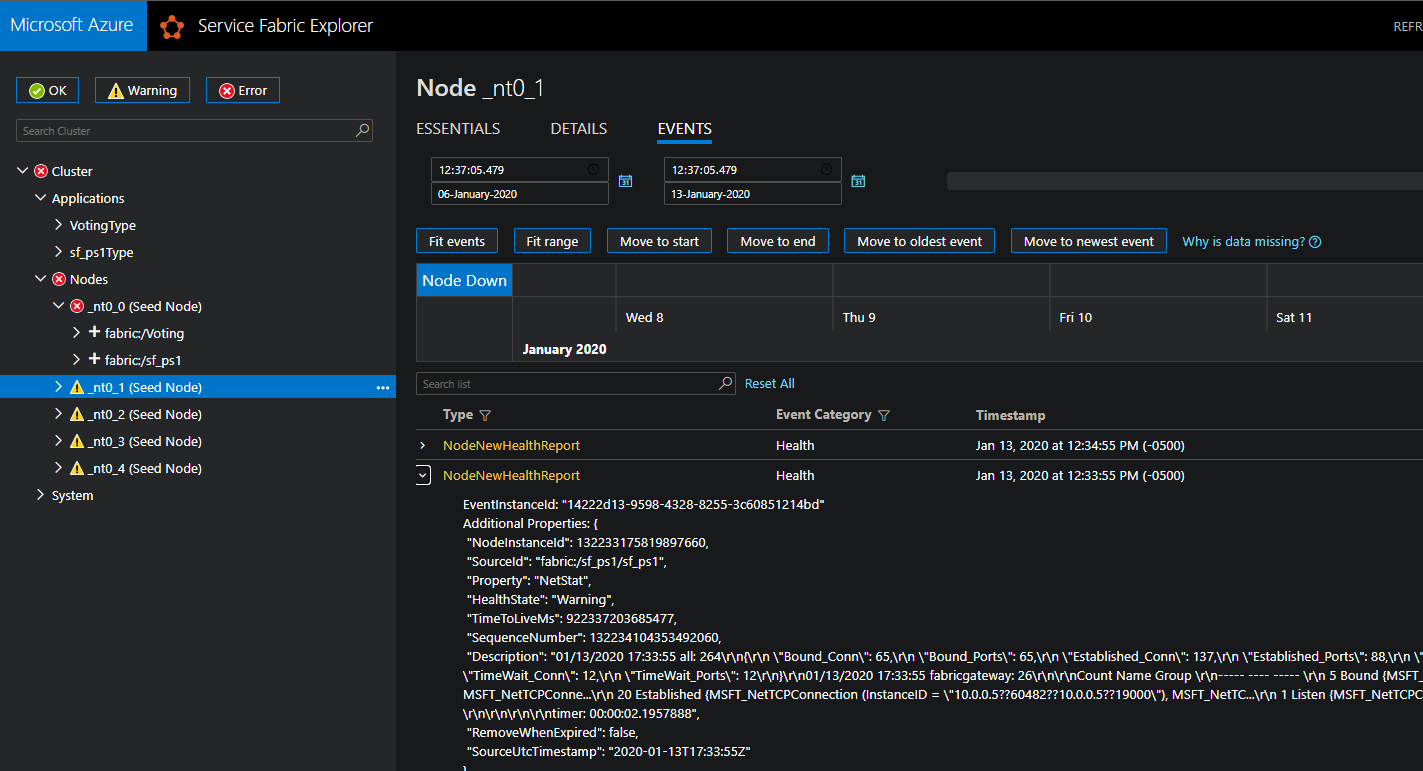 Microsoft Azure
Service Fabric Explorer
REFR
OK
Warning
Error
Search Cluster
Cluster
Applications
VotingType
sf_ps1Type
Nodes
_nt0_0 (Seed Node)
fabric:/Voting
fabric:/sf_ps1
_nt0_1 (Seed Node)
_nt0_2 (Seed Node)
_nt0_3 (Seed Node)
_nt0_4 (Seed Node)
System
Node _nt0_1
ESSENTIALS DETAILS EVENTS
12:37:05.479 12:37:05.479
06-January-2020 31 13-January-2020 31
Fit events Fit range Move to start Move to end Move to oldest event Move to newest event Why is data missing?
Node Down
Wed 8 Thu 9 Fri 10 Sat 11
January 2020
Search list Reset All
Type Event Category Timestamp
NodeNewHealthReport Health Jan 13, 2020 at 12:34:55 PM (-0500)
NodeNewHealthReport Health Jan 13, 2020 at 12:33:55 PM (-0500)
EventInstanceId: "14222d13-9598-4328-8255-3c60851214bd"
Additional Properties: {
"NodeInstanceId": 132233175819897660,
"SourceId": "fabric:/sf_ps1/sf_ps1",
"Property": "NetStat",
"HealthState": "Warning",
"TimeToLiveMs": 922337203685477,
"SequenceNumber": 132234104353492060,
"Description": "01/13/2020 17:33:55 all: 264\r\n{\r\n \"Bound_Conn\": 65,\r\n \"Bound_Ports\": 65,\r\n \"Established_Conn\": 137,\r\n \"Established_Ports\": 88,\r\n \"
\"TimeWait_Conn\": 12,\r\n \"TimeWait_Ports\": 12\r\n}\r\n01/13/2020 17:33:55 fabricgateway: 26\r\n\r\nCount Name Group \r\n----- ---- ----- \r\n 5 Bound {MSFT_
MSFT_NetTCPConne...\r\n 20 Established {MSFT_NetTCPConnection (InstanceID = \"10.0.0.5??60482??10.0.0.5??19000\"), MSFT_NetTC...\r\n 1 Listen {MSFT_NetTCPC
\r\n\r\n\r\n\r\ntimer: 00:00:02.1957888",
"RemoveWhenExpired": false,
"SourceUtcTimestamp": "2020-01-13T17:33:55Z"
}